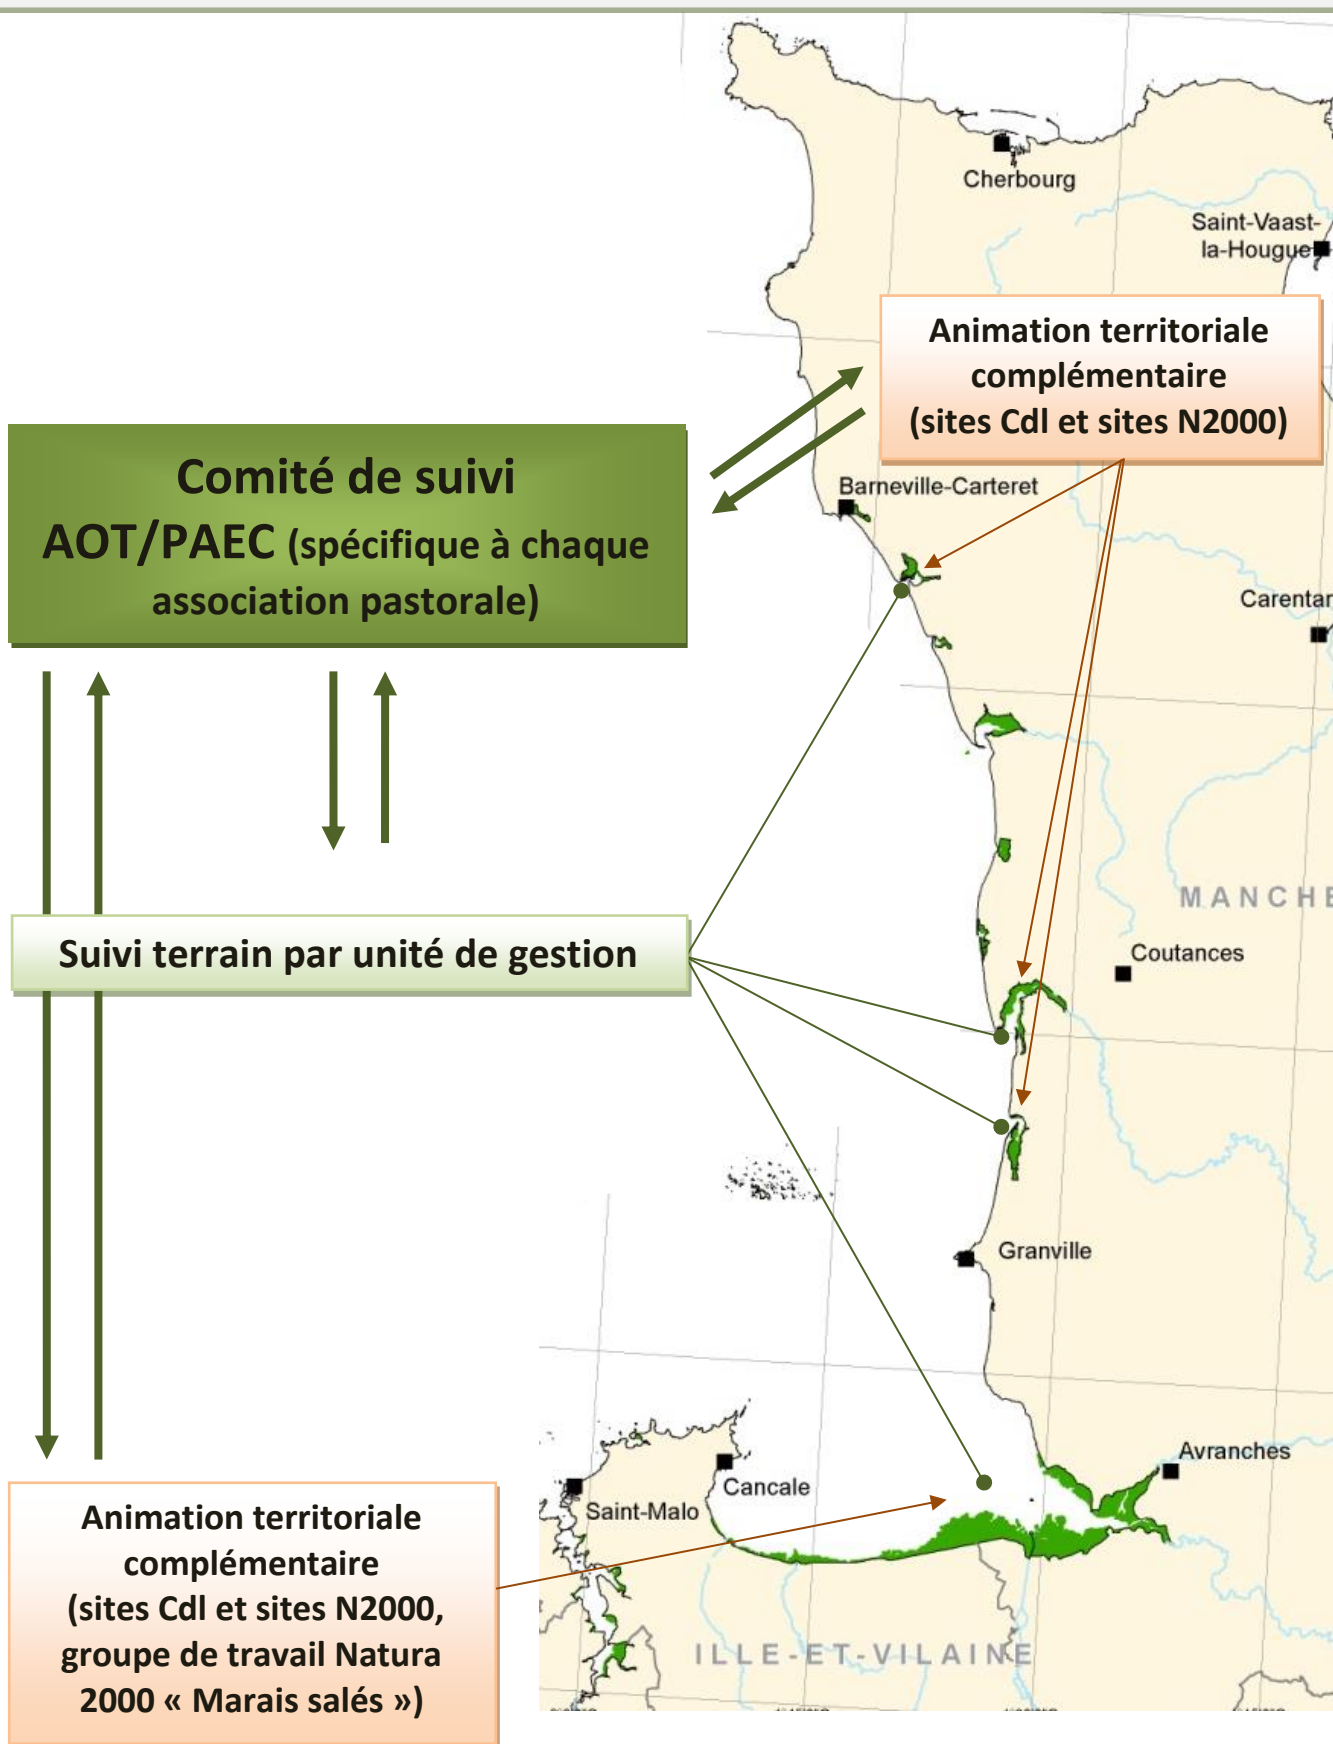 Cherbourg
Saint-Vaast-
la-Hougue
Animation territoriale
complémentaire
(sites Cdl et sites N2000)
Comité de suivi
AOT/PAEC (spécifique à chaque
association pastorale)
Barneville-Carteret
Carentan
MANCHE
Suivi terrain par unité de gestion
Coutances
Granville
Avranches
Cancale
Saint-Malo
Animation territoriale
complémentaire
(sites Cdl et sites N2000,
groupe de travail Natura
2000 « Marais salés »)
ILLE-ET-VILAINE